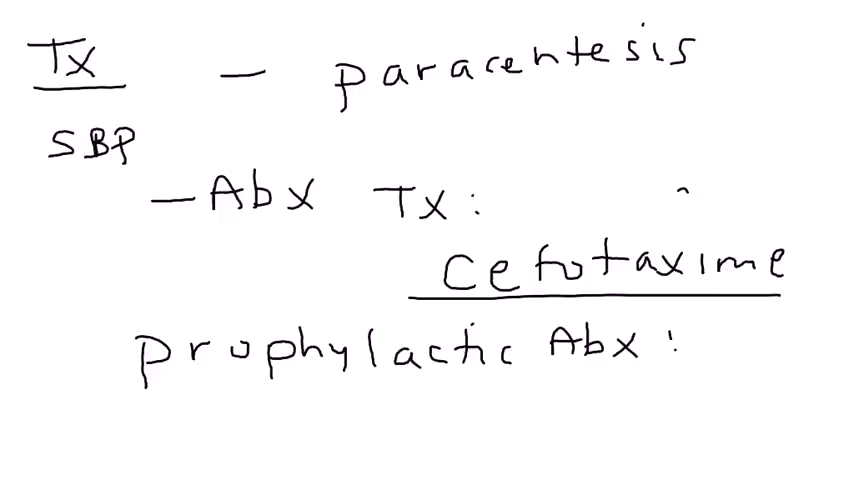 Tx - paracentesis
SBP
- Abx Tx:
Cefotaxime
prophylactic Abx: